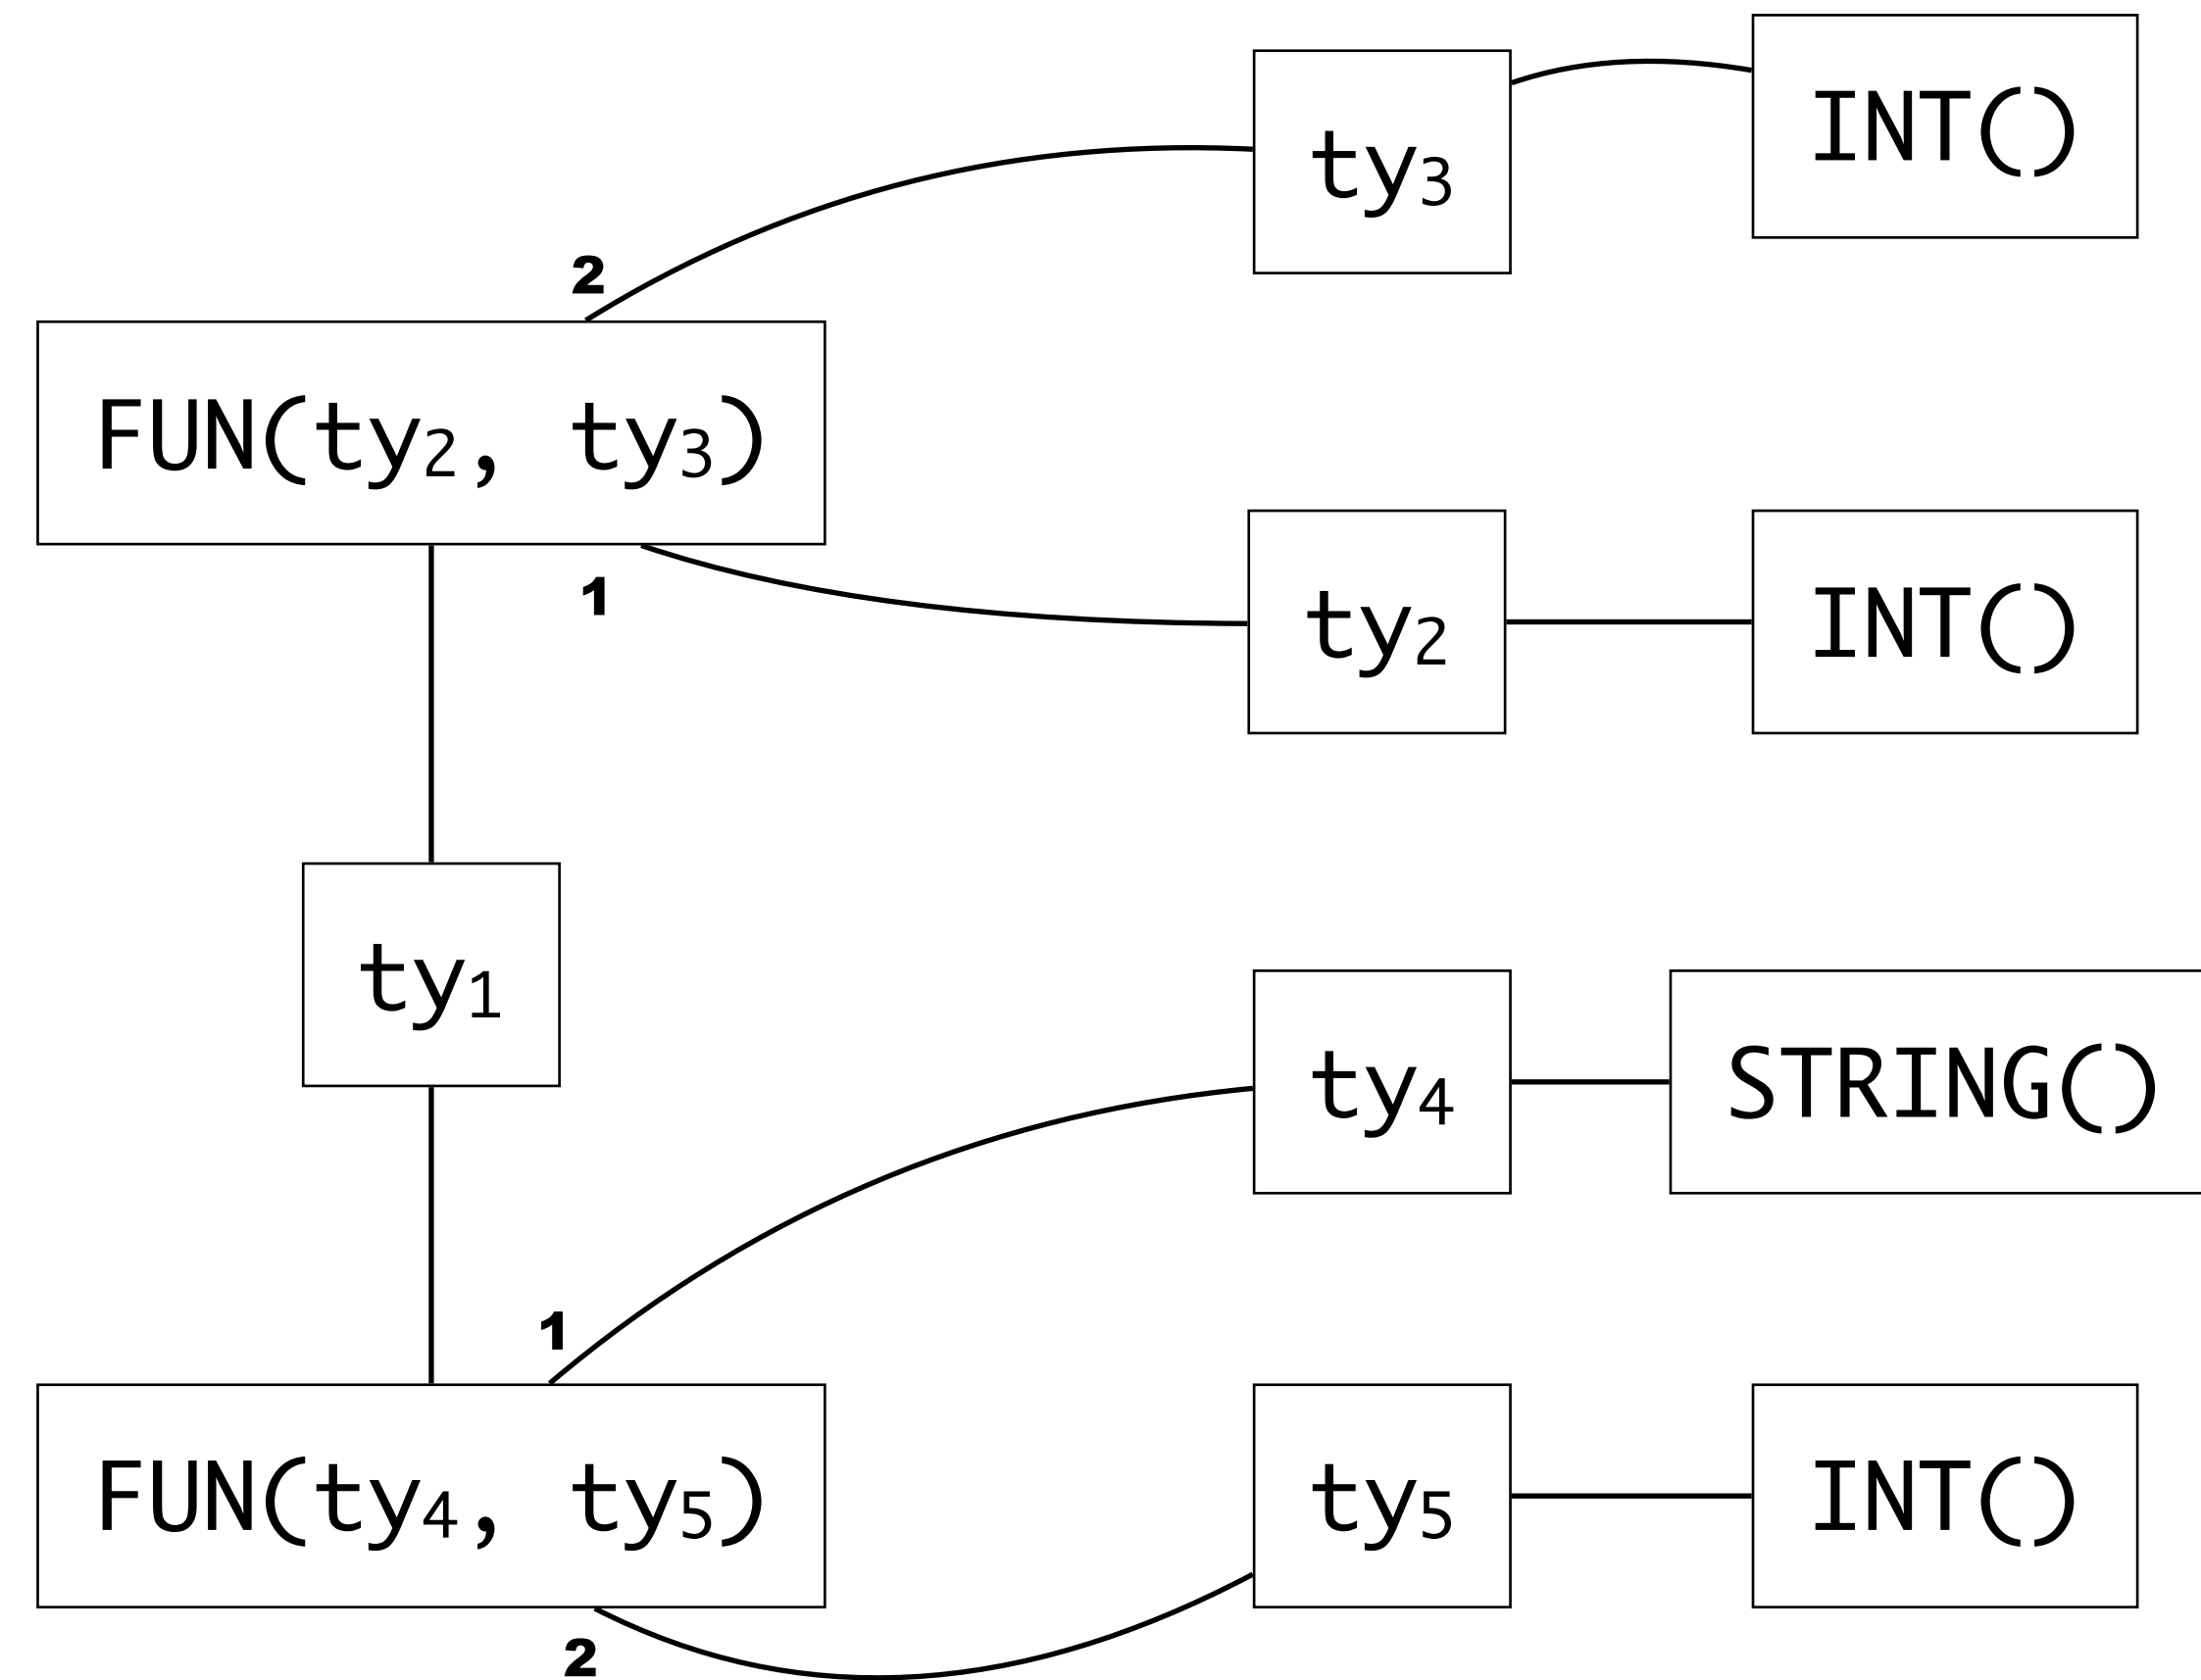 INT()
ty₃
2
FUN(ty₂, ty₃)
1
ty₂
INT()
ty₁
ty₄
STRING()
1
FUN(ty₄, ty₅)
ty₅
INT()
2